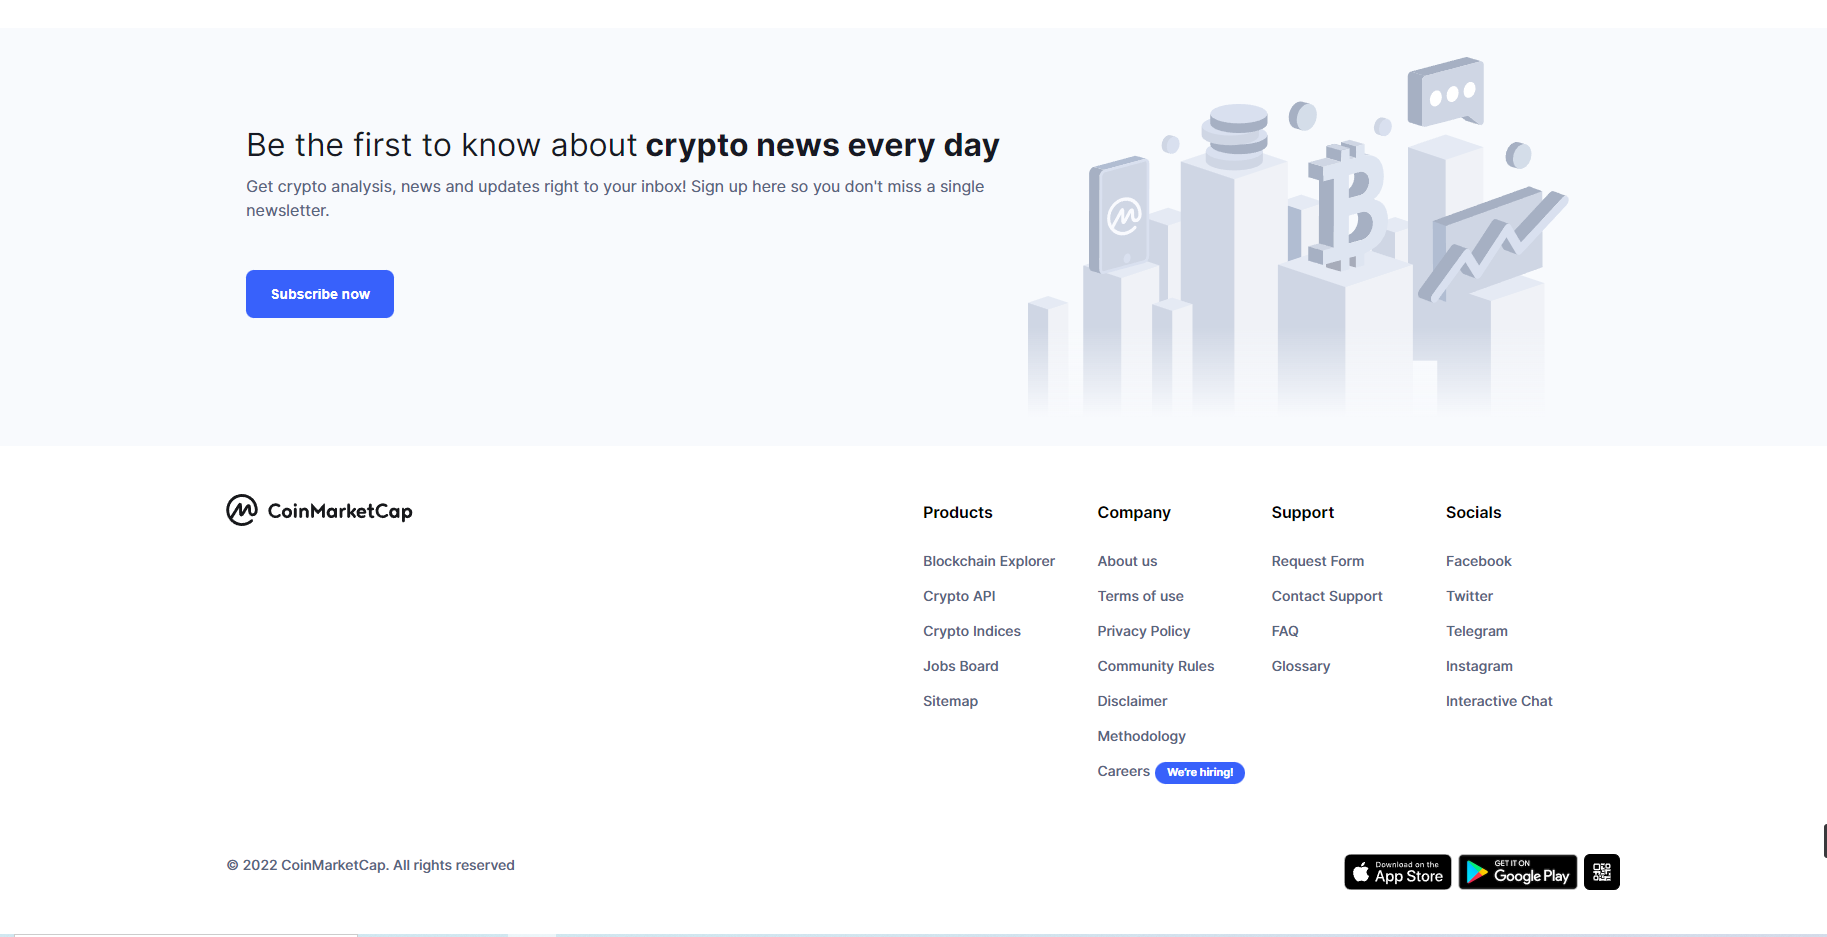 Be the first to know about crypto news every day
Get crypto analysis, news and updates right to your inbox! Sign up here so you don't miss a single
newsletter.
Subscribe now
CoinMarketCap
Products
Blockchain Explorer
Crypto API
Crypto Indices
Jobs Board
Sitemap
Company
About us
Terms of use
Privacy Policy
Community Rules
Disclaimer
Methodology
Careers We're hiring!
Support
Request Form
Contact Support
FAQ
Glossary
Socials
Facebook
Twitter
Telegram
Instagram
Interactive Chat
© 2022 CoinMarketCap. All rights reserved
Download on the
App Store
GET IT ON
Google Play